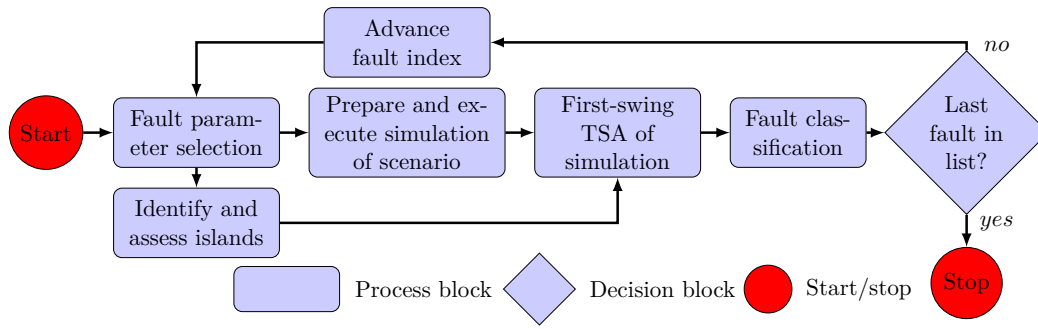 Advance
fault index
no
Start
Fault param-
eter selection
Prepare and ex-
ecute simulation
of scenario
First-swing
TSA of
simulation
Fault clas-
sification
Last
fault in
list?
Identify and
assess islands
yes
Process block
Decision block
Start/stop
Stop